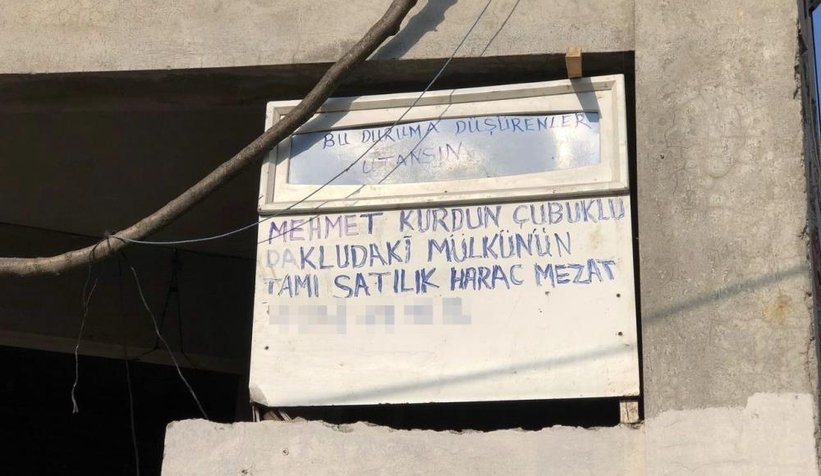 BU DURUMA DÜŞÜRENLER
UTANSIN
MEHMET KURDUN ÇUBUKLU
PAKLUDAKİ MÜLKÜNÜN
TAMI SATILIK HARAC MEZAT